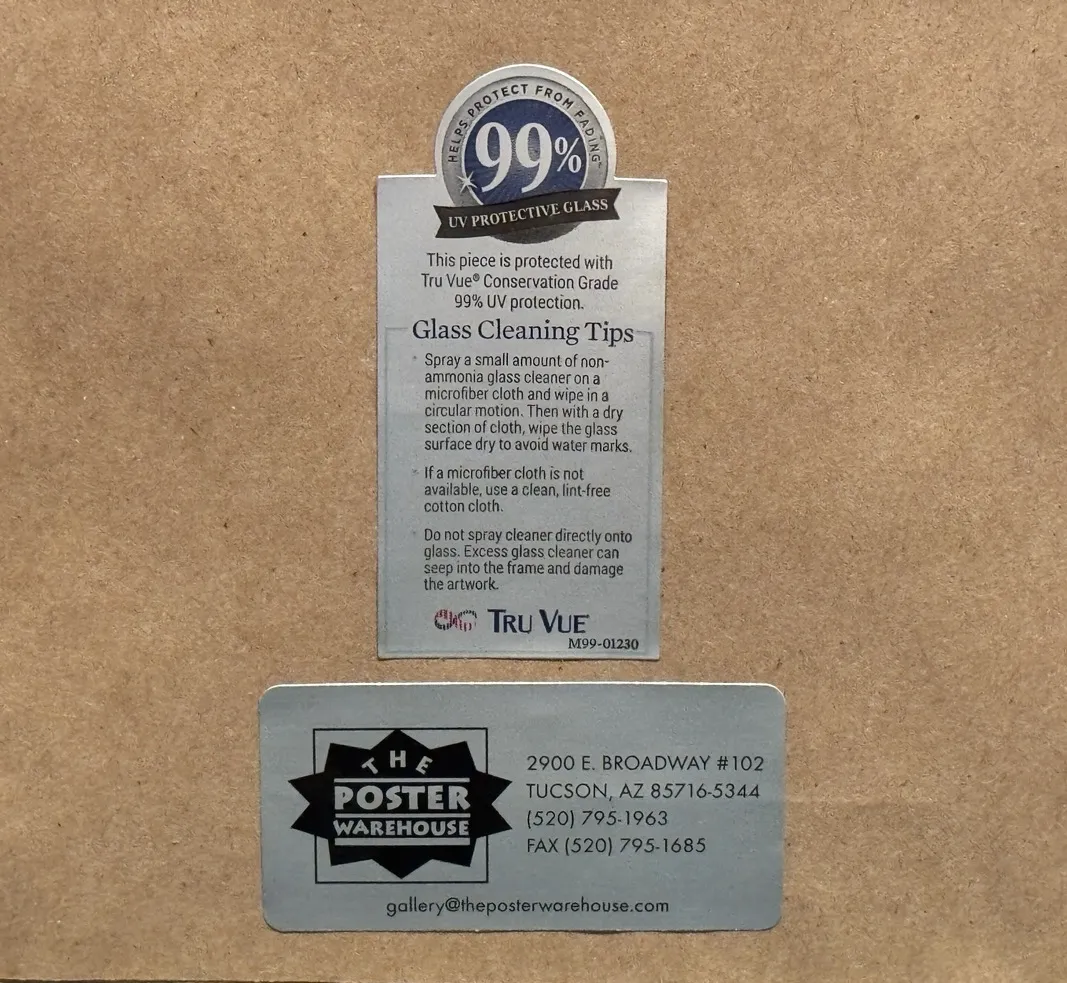 HELPS PROTECT FROM FADING™
99%
UV PROTECTIVE GLASS
This piece is protected with
Tru Vue® Conservation Grade
99% UV protection.
Glass Cleaning Tips
Spray a small amount of non-
ammonia glass cleaner on a
microfiber cloth and wipe in a
circular motion. Then with a dry
section of cloth, wipe the glass
surface dry to avoid water marks.
If a microfiber cloth is not
available, use a clean, lint-free
cotton cloth.
Do not spray cleaner directly onto
glass. Excess glass cleaner can
seep into the frame and damage
the artwork.
TRU VUE
M99-01230
THE
POSTER
WAREHOUSE
2900 E. BROADWAY #102
TUCSON, AZ 85716-5344
(520) 795-1963
FAX (520) 795-1685
gallery@theposterwarehouse.com